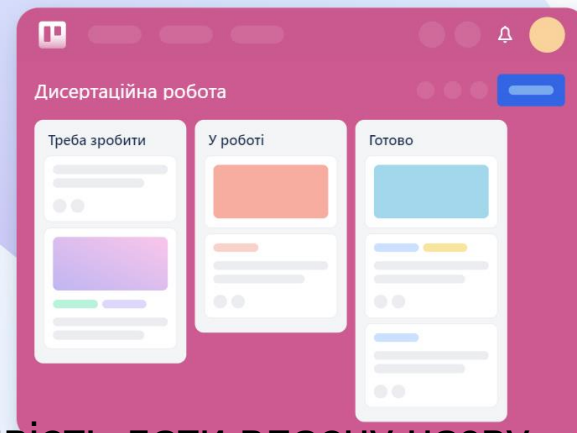 Дисертаційна робота
Треба зробити
У роботі
Готово